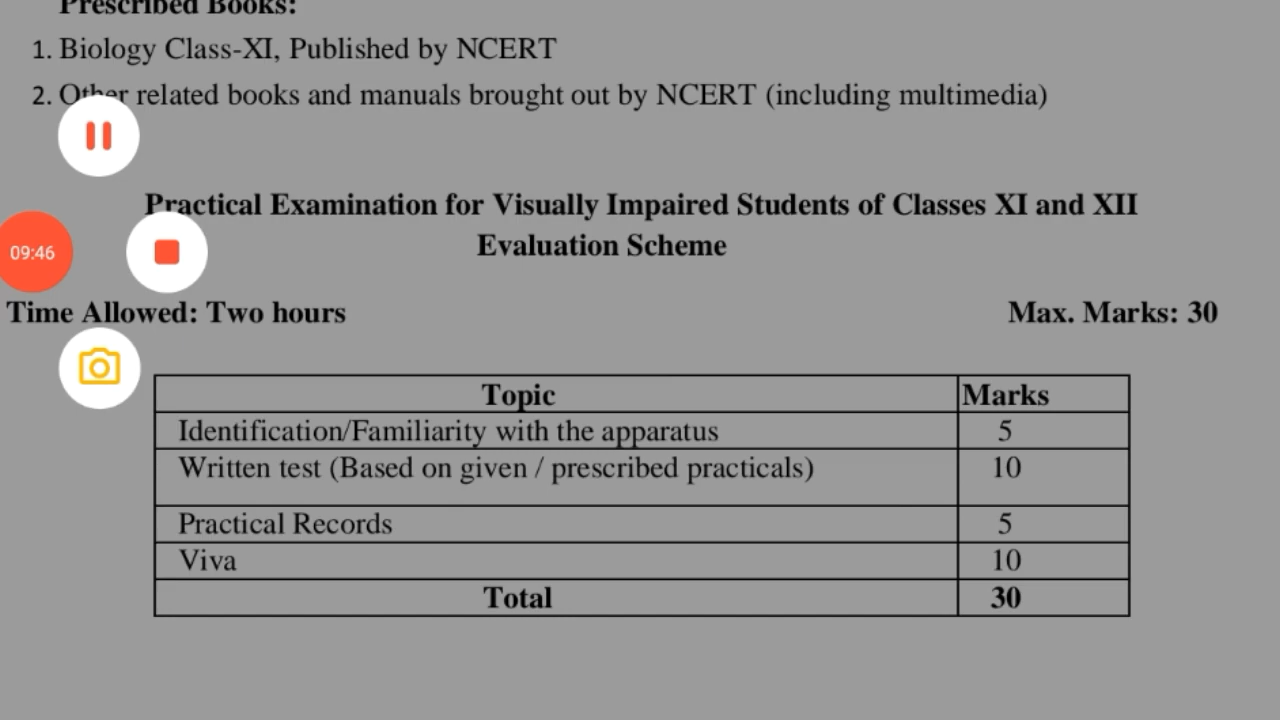 Prescribed Books:
1. Biology Class-XI, Published by NCERT
2. Other related books and manuals brought out by NCERT (including multimedia)
Practical Examination for Visually Impaired Students of Classes XI and XII
Evaluation Scheme
09:46
Time Allowed: Two hours Max. Marks: 30
Topic Marks
Identification/Familiarity with the apparatus 5
Written test (Based on given / prescribed practicals) 10
Practical Records 5
Viva 10
Total 30